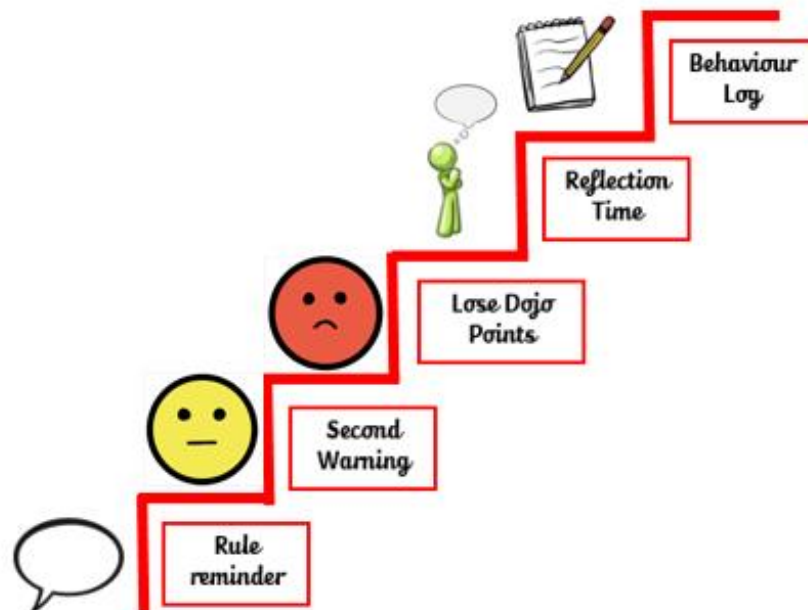 Behaviour
Log
Reflection
Time
Lose Dojo
Points
Second
Warning
Rule
reminder